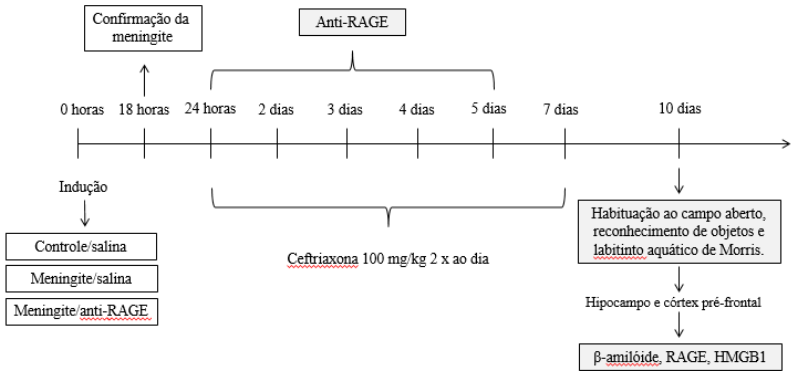 Confirmação da
meningite
Anti-RAGE
0 horas 18 horas 24 horas 2 dias 3 dias 4 dias 5 dias 7 dias 10 dias
Indução
Controle/salina
Meningite/salina
Meningite/anti-RAGE
Ceftriaxona 100 mg/kg 2 x ao dia
Habituação ao campo aberto,
reconhecimento de objetos e
labitinto aquático de Morris.
Hipocampo e córtex pré-frontal
β-amilóide, RAGE, HMGB1